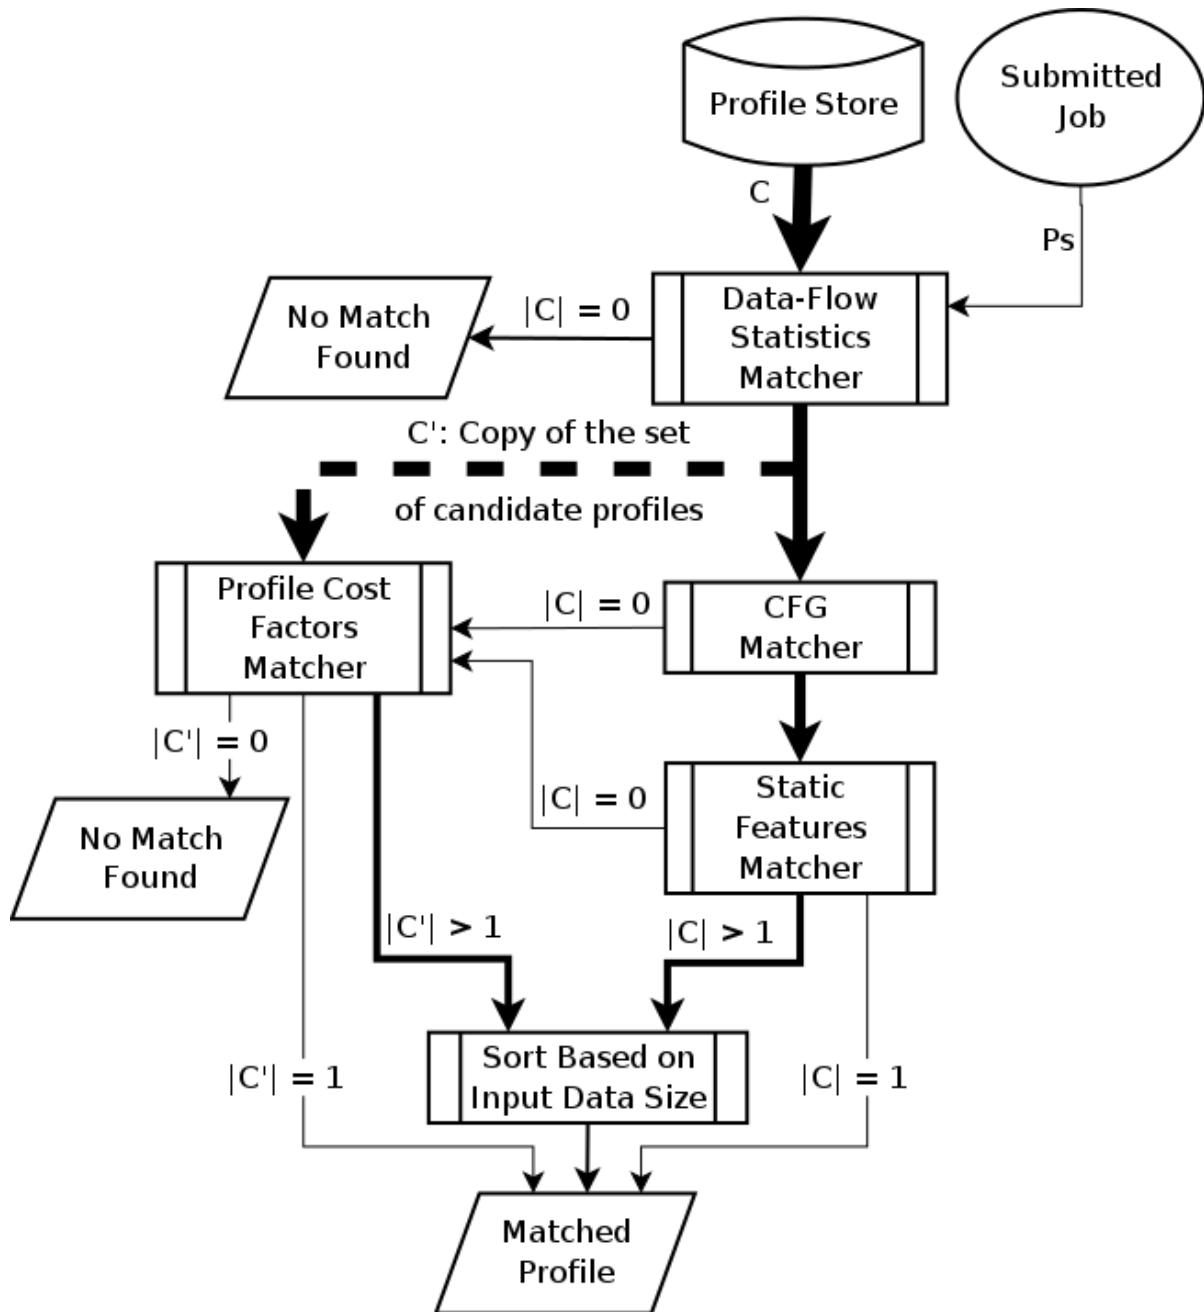 Profile Store
Submitted
Job
C
Ps
Data-Flow
Statistics
Matcher
|C| = 0
No Match
Found
C': Copy of the set
of candidate profiles
Profile Cost
Factors
Matcher
|C| = 0
CFG
Matcher
|C'| = 0
|C| = 0
Static
Features
Matcher
No Match
Found
|C'| > 1
|C| > 1
Sort Based on
Input Data Size
|C'| = 1
|C| = 1
Matched
Profile